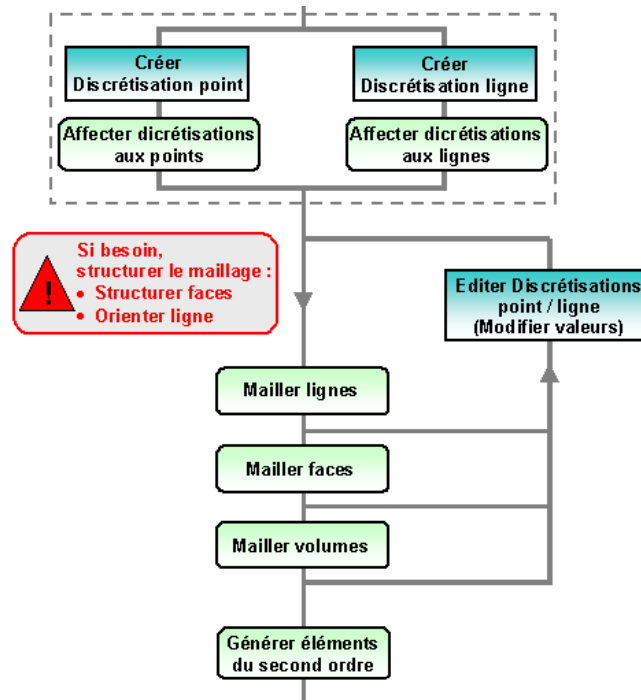 Créer
Discrétisation point
Créer
Discrétisation ligne
Affecter dicrétisations
aux points
Affecter dicrétisations
aux lignes
Si besoin,
structurer le maillage :
• Structurer faces
• Orienter ligne
!
Editer Discrétisations
point / ligne
(Modifier valeurs)
Mailler lignes
Mailler faces
Mailler volumes
Générer éléments
du second ordre